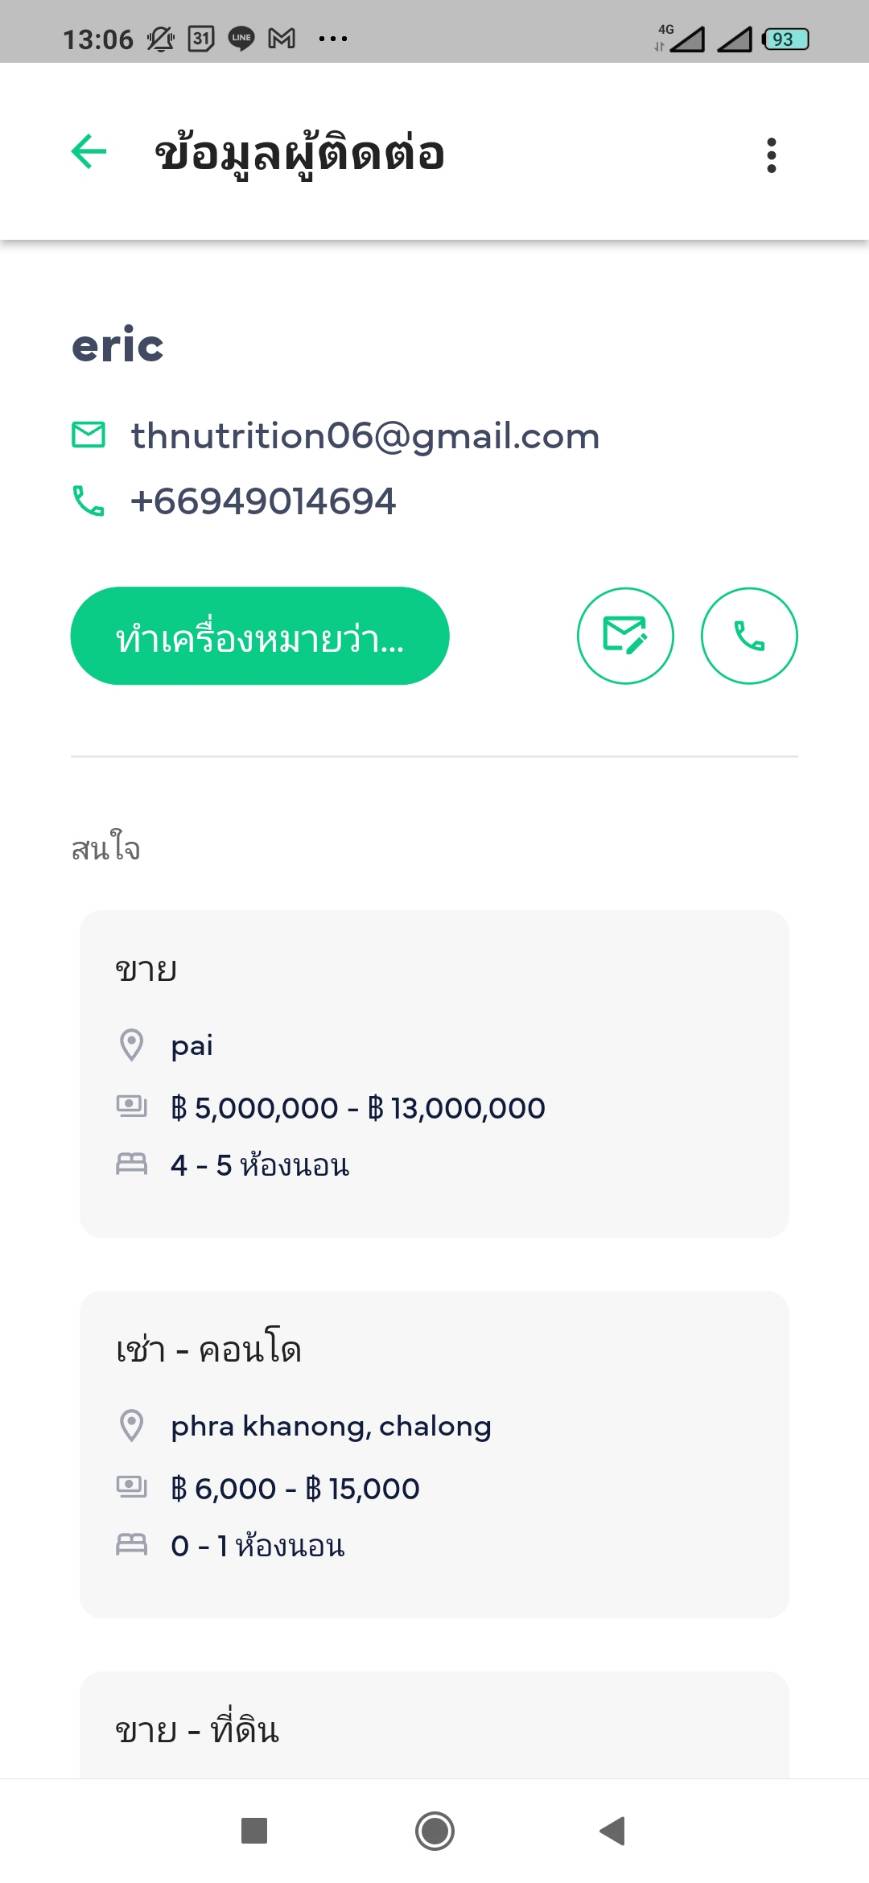 13:06 31 LINE 4G 93
ข้อมูลผู้ติดต่อ
eric
thnutrition06@gmail.com
+66949014694
ทำเครื่องหมายว่า...
สนใจ
ขาย
pai
฿ 5,000,000 - ฿ 13,000,000
4 - 5 ห้องนอน
เช่า - คอนโด
phra khanong, chalong
฿ 6,000 - ฿ 15,000
0 - 1 ห้องนอน
ขาย - ที่ดิน